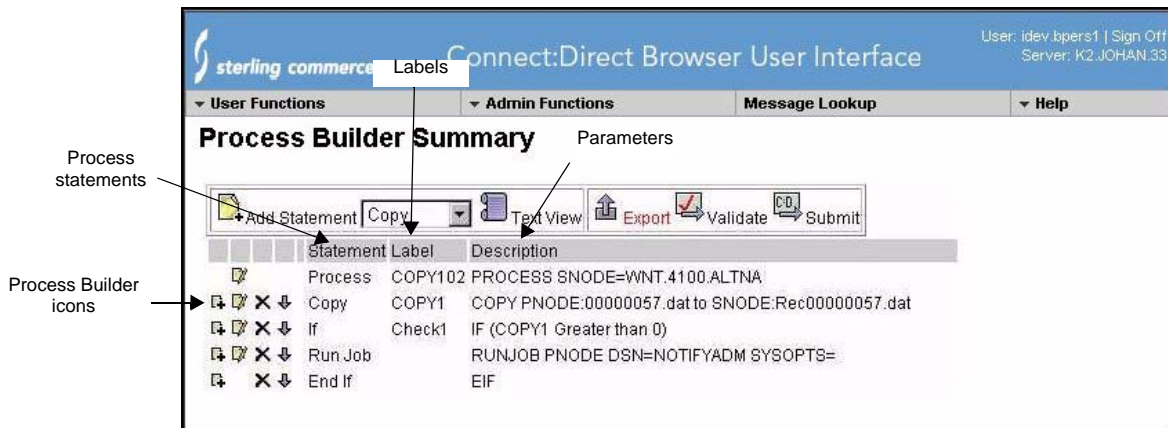 sterling commerce
Connect:Direct Browser User Interface
User: idev.bpers1 | Sign Off
Server: K2.JOHAN.33
Labels
User Functions Admin Functions Message Lookup Help
Process Builder Summary
Parameters
Process
statements
Add Statement Copy Text View Export Validate Submit
Statement Label Description
Process COPY102 PROCESS SNODE=WNT.4100.ALTNA
Process Builder
icons
Copy COPY1 COPY PNODE:00000057.dat to SNODE:Rec00000057.dat
If Check1 IF (COPY1 Greater than 0)
Run Job RUNJOB PNODE DSN=NOTIFYADM SYSOPTS=
End If EIF